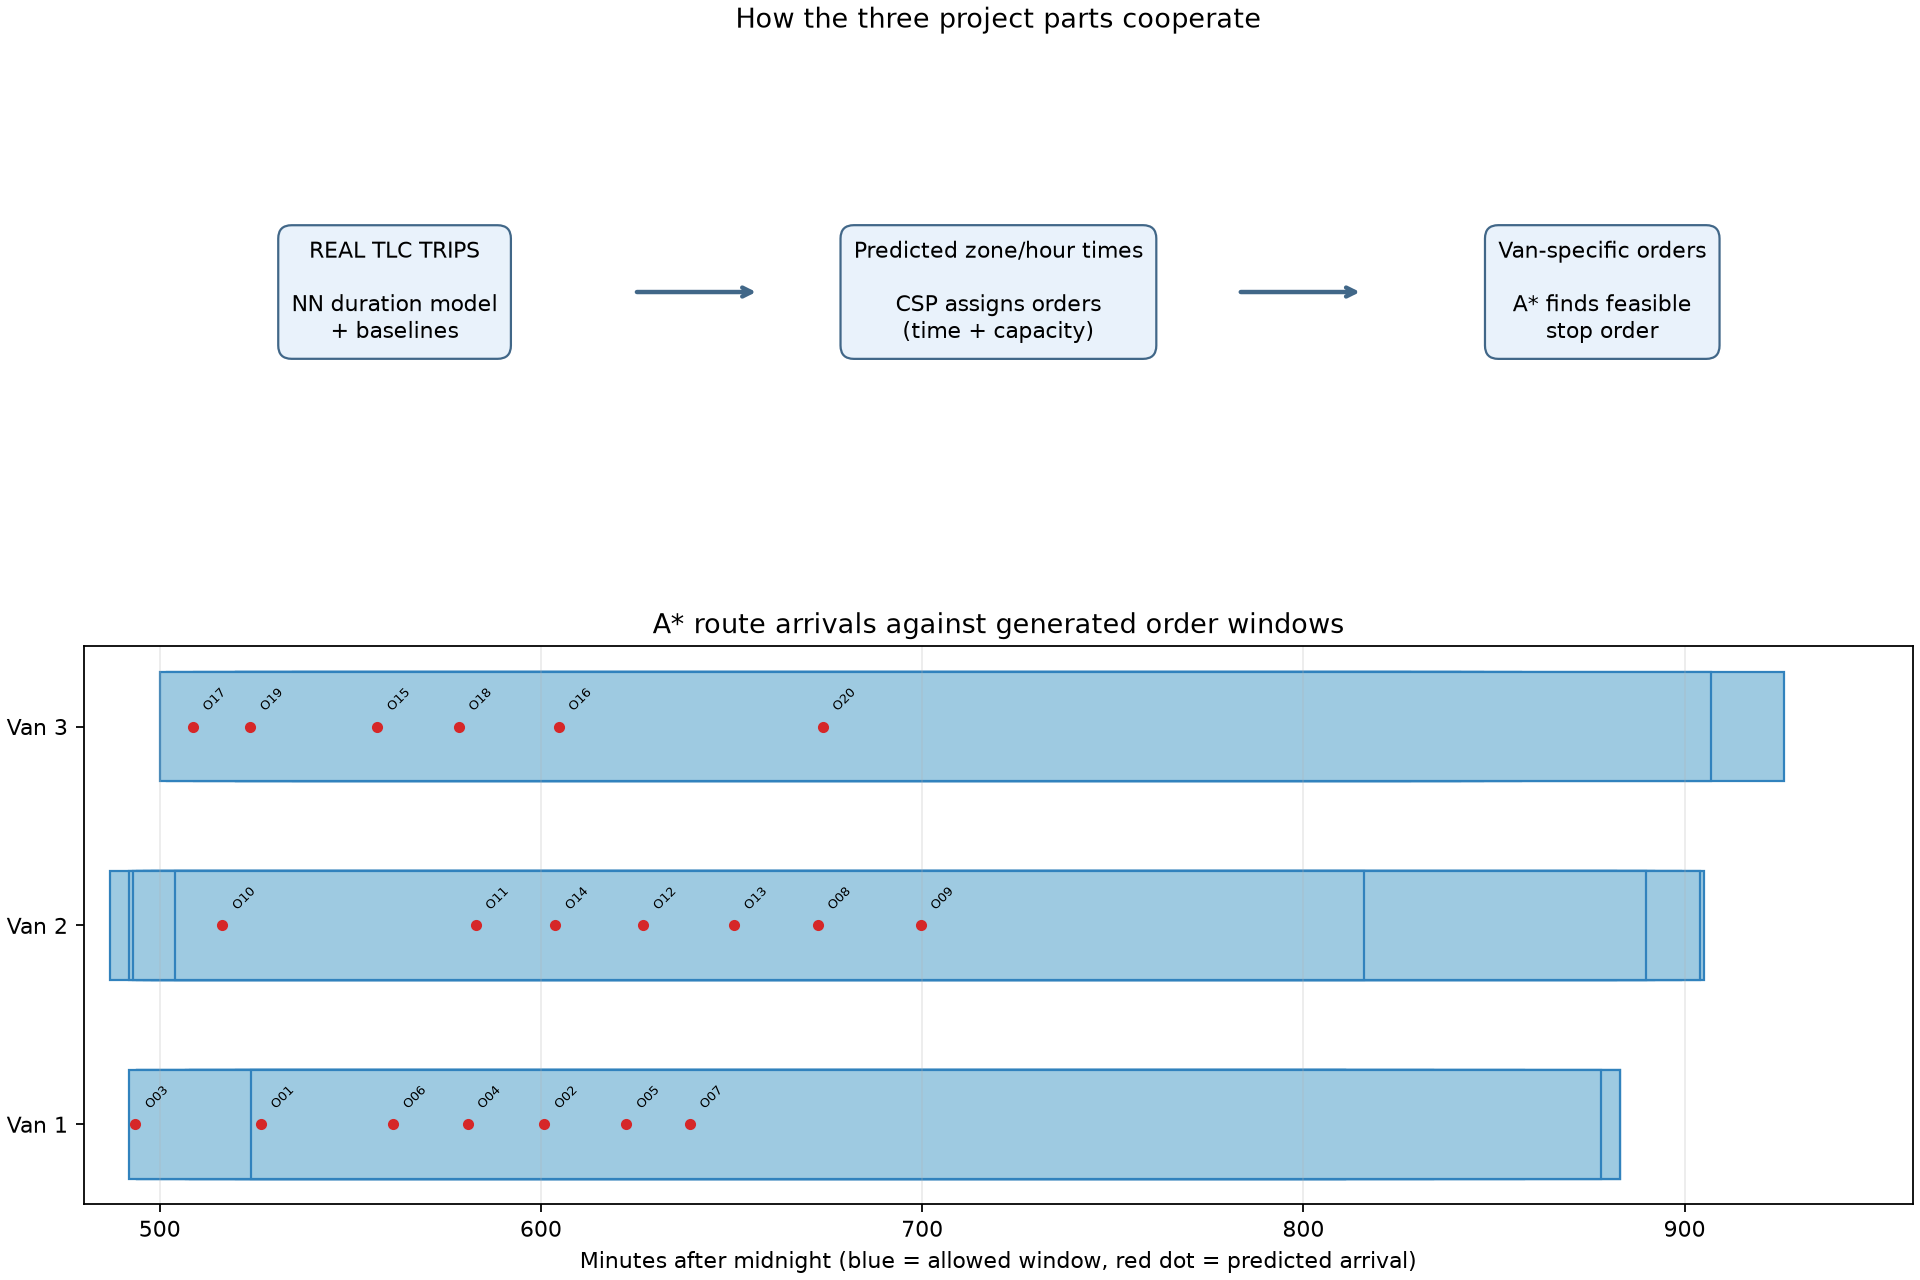 How the three project parts cooperate
REAL TLC TRIPS
NN duration model
+ baselines
Predicted zone/hour times
CSP assigns orders
(time + capacity)
Van-specific orders
A* finds feasible
stop order
A* route arrivals against generated order windows
Van 3
O17
O19
O15
O18
O16
O20
Van 2
O10
O11
O14
O12
O13
O08
O09
Van 1
O03
O01
O06
O04
O02
O05
O07
500
600
700
800
900
Minutes after midnight (blue = allowed window, red dot = predicted arrival)